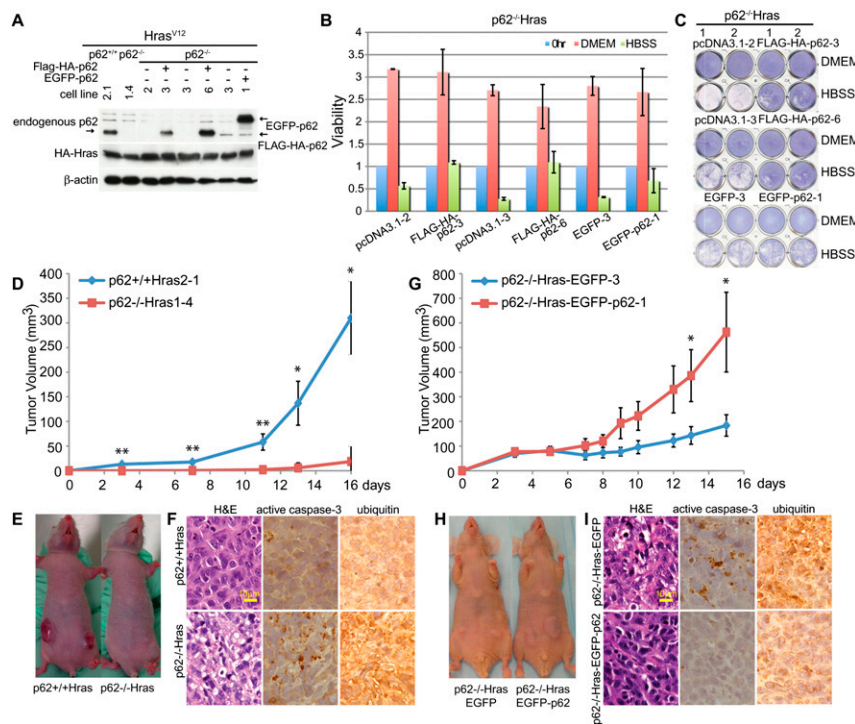 A
Hras^V12
p62+/+ p62-/- p62-/-
Flag-HA-p62 - - - + - + - -
EGFP-p62 - - - - - - - +
cell line 2.1 1.4 2 3 3 6 3 1
endogenous p62
EGFP-p62
FLAG-HA-p62
HA-Hras
β-actin
B
p62-/-Hras
0hr DMEM HBSS
Viability
4
3.5
3
2.5
2
1.5
1
0.5
0
pcDNA3.1-2
FLAG-HA-p62-3
pcDNA3.1-3
FLAG-HA-p62-6
EGFP-3
EGFP-p62-1
C
p62-/-Hras
1 2 1 2
pcDNA3.1-2 FLAG-HA-p62-3
DMEM
HBSS
pcDNA3.1-3 FLAG-HA-p62-6
DMEM
HBSS
EGFP-3 EGFP-p62-1
DMEM
HBSS
D
p62+/+Hras2-1
p62-/-Hras1-4
Tumor Volume (mm3)
400
350
300
250
200
150
100
50
0
0 2 4 6 8 10 12 14 16 days
** ** ** * *
G
p62-/-Hras-EGFP-3
p62-/-Hras-EGFP-p62-1
Tumor Volume (mm3)
800
700
600
500
400
300
200
100
0
0 2 4 6 8 10 12 14 16 days
* *
E
p62+/+Hras p62-/-Hras
F
H&E active caspase-3 ubiquitin
p62+/+Hras
p62-/-Hras
H
p62-/-Hras EGFP
p62-/-Hras EGFP-p62
I
H&E active caspase-3 ubiquitin
p62-/-Hras-EGFP
p62-/-Hras-EGFP-p62